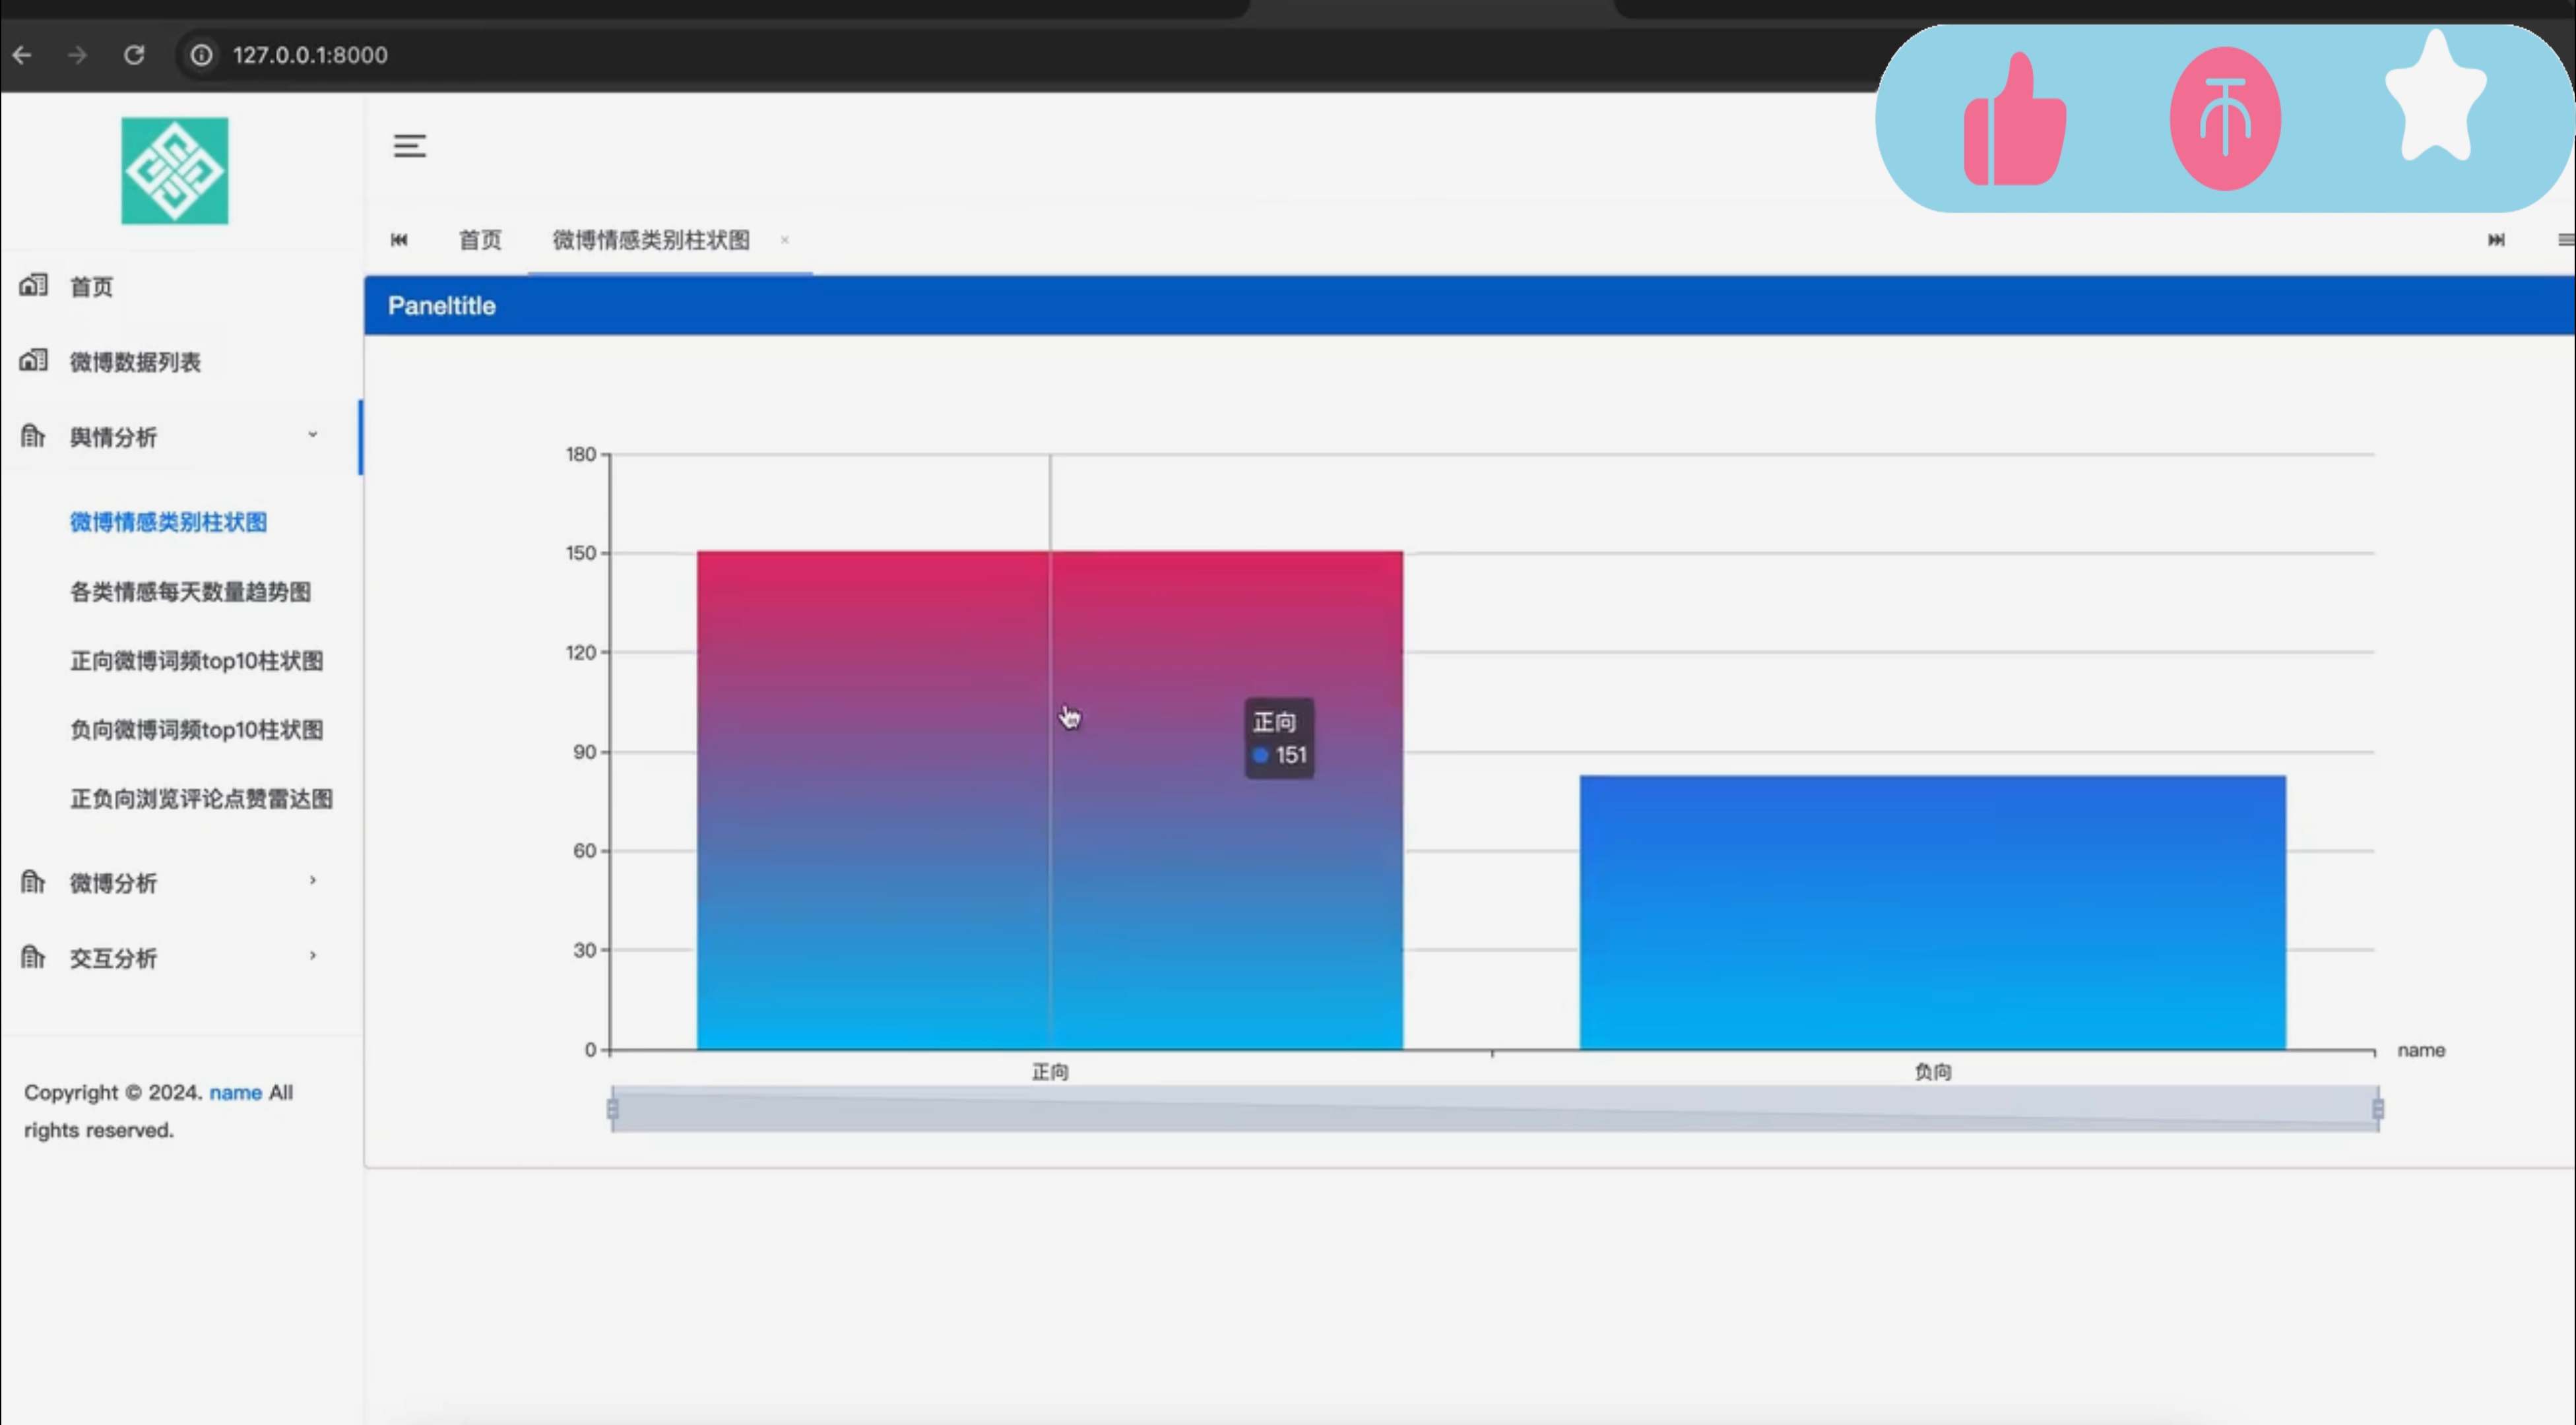 127.0.0.1:8000
首页
微博情感类别柱状图
首页
微博数据列表
舆情分析
微博情感类别柱状图
各类情感每天数量趋势图
正向微博词频top10柱状图
负向微博词频top10柱状图
正负向浏览评论点赞雷达图
微博分析
交互分析
Copyright © 2024. name All
rights reserved.
Paneltitle
180
150
120
90
60
30
0
正向
151
正向
负向
name